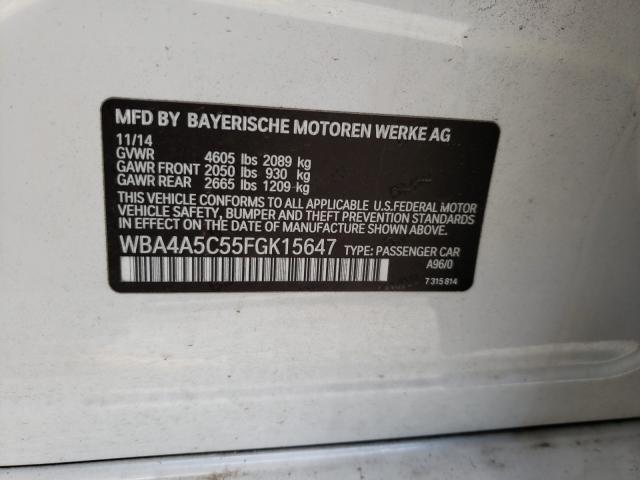 MFD BY BAYERISCHE MOTOREN WERKE AG
11/14
GVWR 4605 lbs 2089 kg
GAWR FRONT 2050 lbs 930 kg
GAWR REAR 2665 lbs 1209 kg
THIS VEHICLE CONFORMS TO ALL APPLICABLE U.S. FEDERAL MOTOR
VEHICLE SAFETY, BUMPER, AND THEFT PREVENTION STANDARDS
IN EFFECT ON THE DATE OF MANUFACTURE SHOWN ABOVE.
WBA4A5C55FGK15647 TYPE: PASSENGER CAR
A96/0
7 315 814